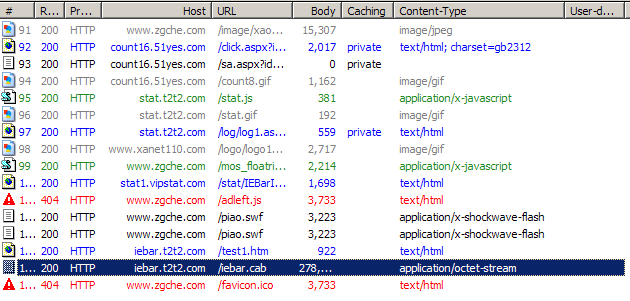 # R... Pr... Host URL Body Caching Content-Type User-d...
91 200 HTTP www.zgche.com /image/xao... 15,307 image/jpeg
92 200 HTTP count16.51yes.com /click.aspx?i... 2,017 private text/html; charset=gb2312
93 200 HTTP count16.51yes.com /sa.aspx?id... 0 private
94 200 HTTP count16.51yes.com /count8.gif 1,162 image/gif
95 200 HTTP stat.t2t2.com /stat.js 381 application/x-javascript
96 200 HTTP stat.t2t2.com /stat.gif 192 image/gif
97 200 HTTP stat.t2t2.com /log/log1.as... 559 private text/html
98 200 HTTP www.xanet110.com /logo/logo1... 2,717 image/gif
99 200 HTTP www.zgche.com /mos_floatri... 2,214 application/x-javascript
1... 200 HTTP stat1.vipstat.com /stat/IEBarI... 1,698 text/html
1... 404 HTTP www.zgche.com /adleft.js 3,733 text/html
1... 200 HTTP www.zgche.com /piao.swf 3,223 application/x-shockwave-flash
1... 200 HTTP www.zgche.com /piao.swf 3,223 application/x-shockwave-flash
1... 200 HTTP iebar.t2t2.com /test1.htm 922 text/html
1... 200 HTTP iebar.t2t2.com /iebar.cab 278,... application/octet-stream
1... 404 HTTP www.zgche.com /favicon.ico 3,733 text/html